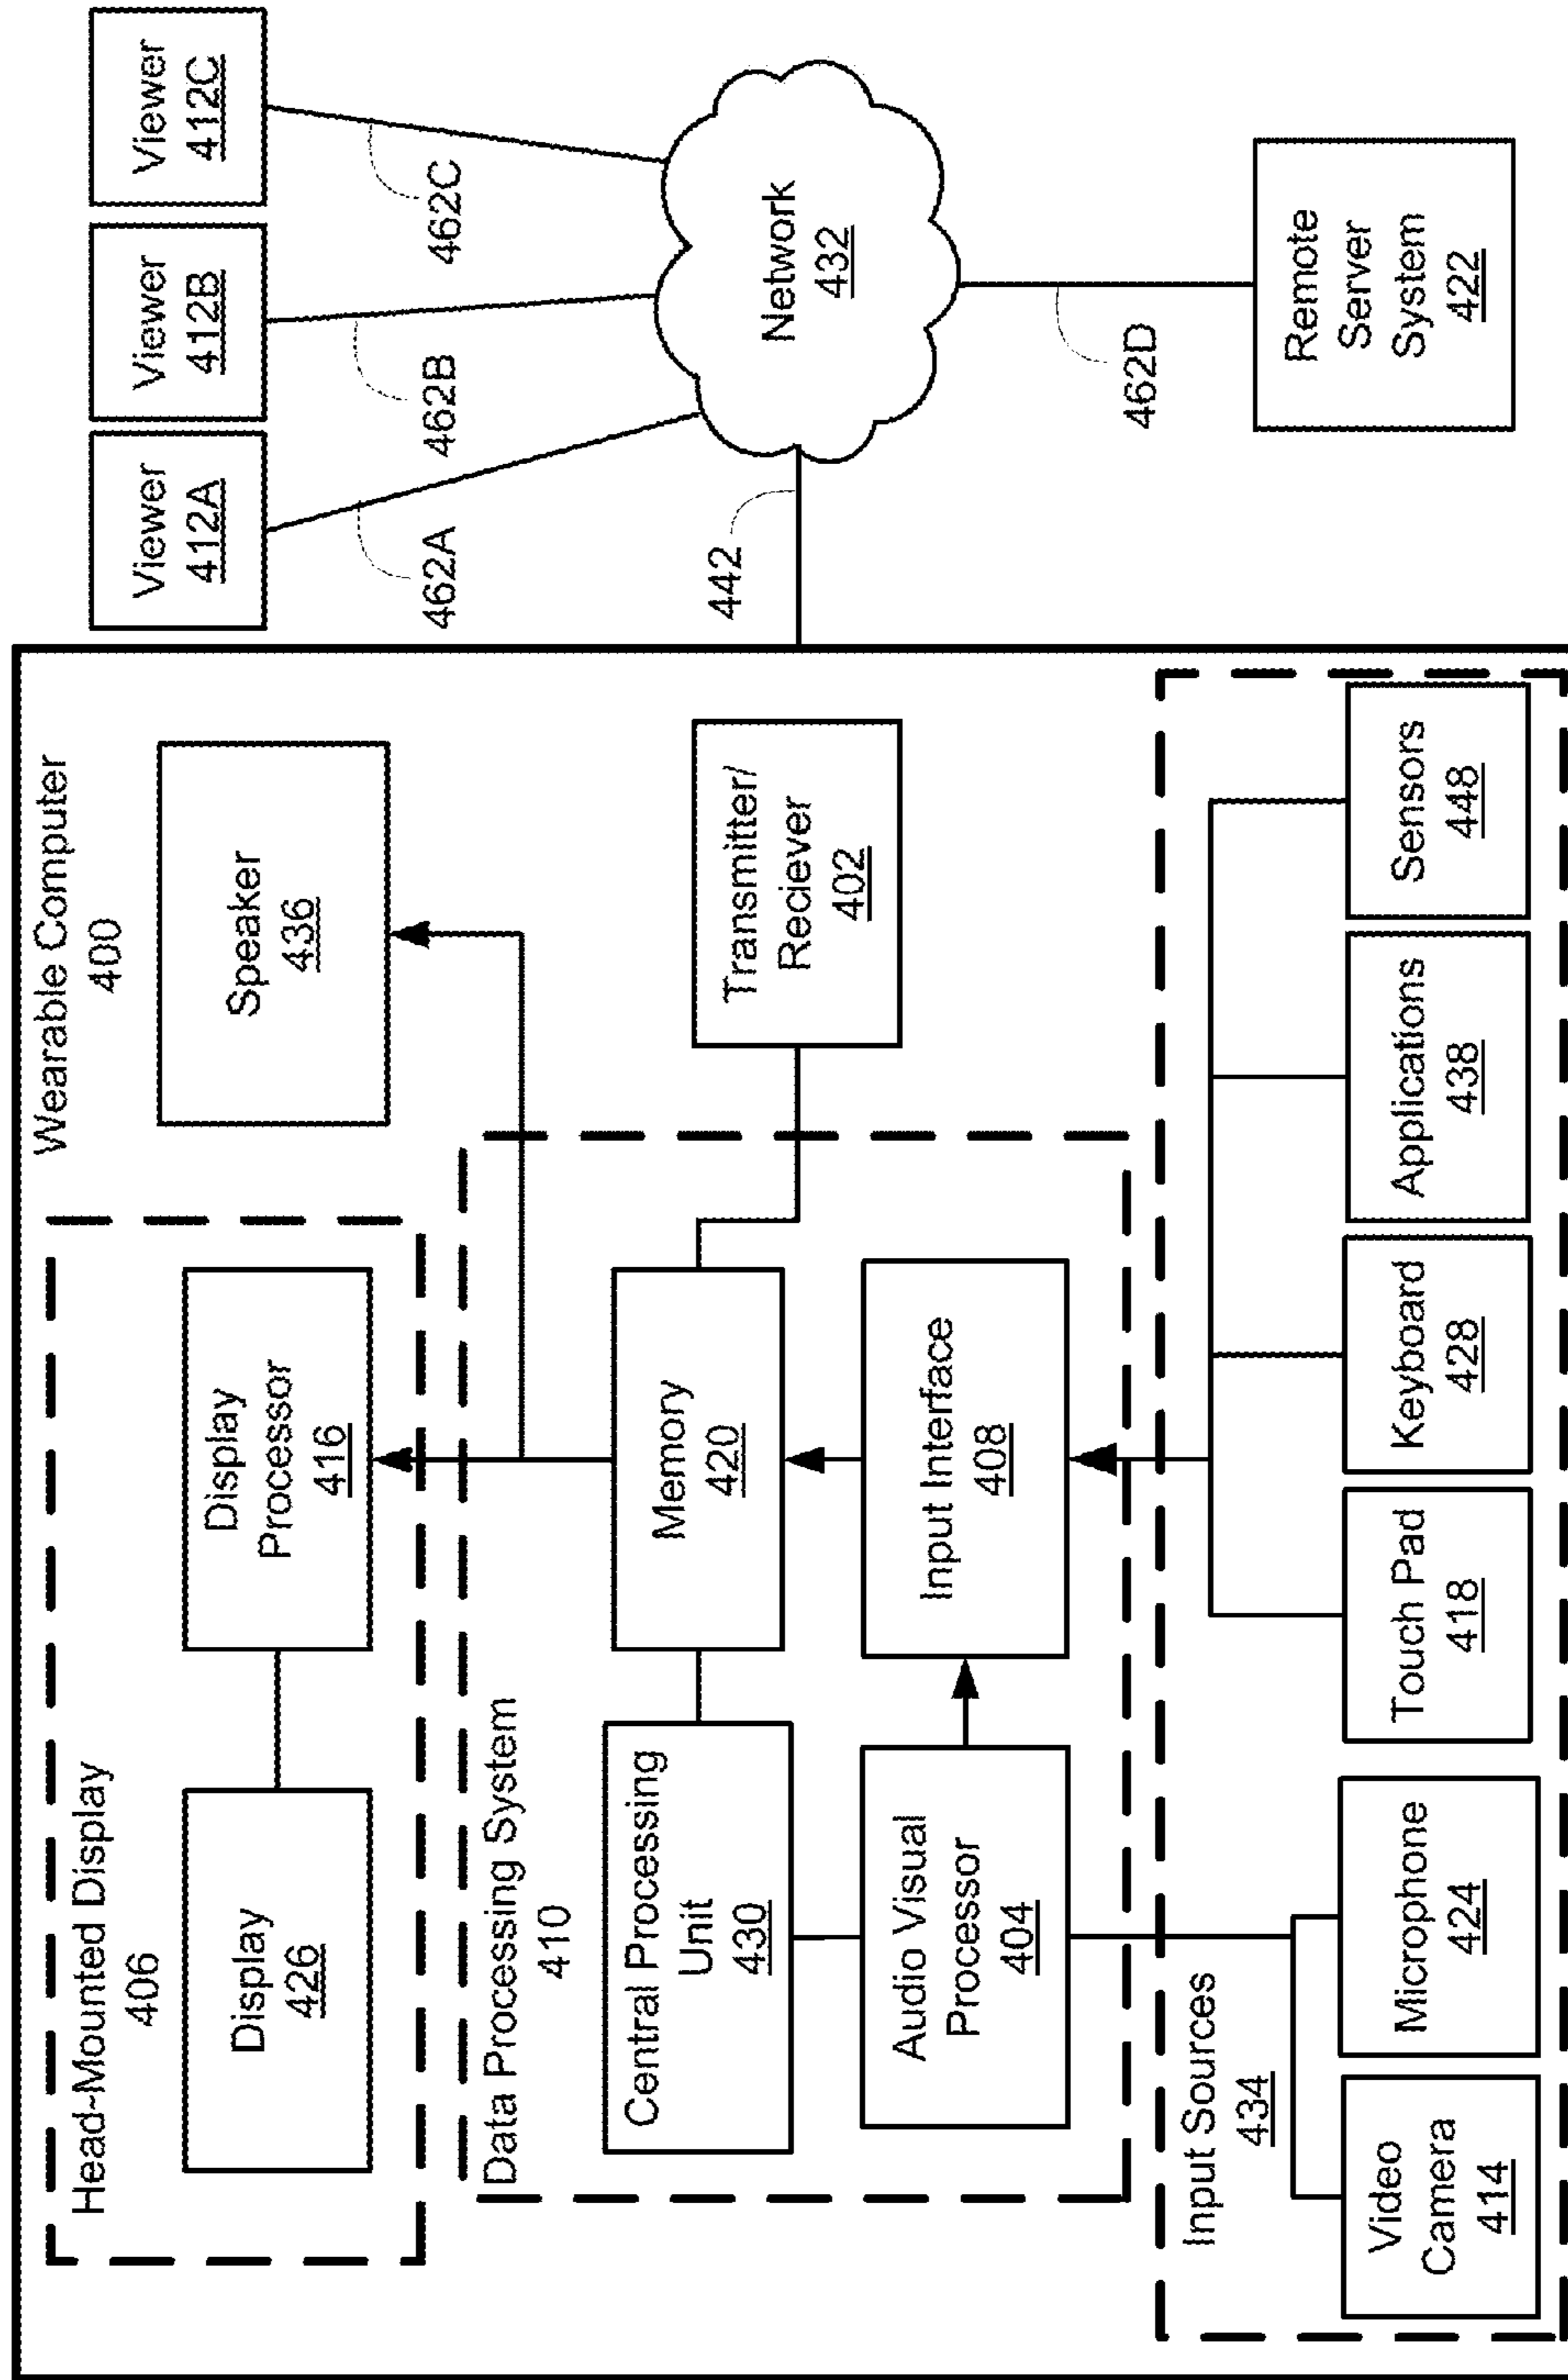 Wearable Computer
400
Head-Mounted Display
406
Display
426
Display
Processor
416
Speaker
436
Data Processing System
410
Central Processing
Unit
430
Memory
420
Transmitter/
Reciever
402
Audio Visual
Processor
404
Input Interface
408
Input Sources
434
Video
Camera
414
Microphone
424
Touch Pad
418
Keyboard
428
Applications
438
Sensors
448
Viewer
412A
Viewer
412B
Viewer
412C
462A
462B
462C
442
Network
432
462D
Remote
Server
System
422